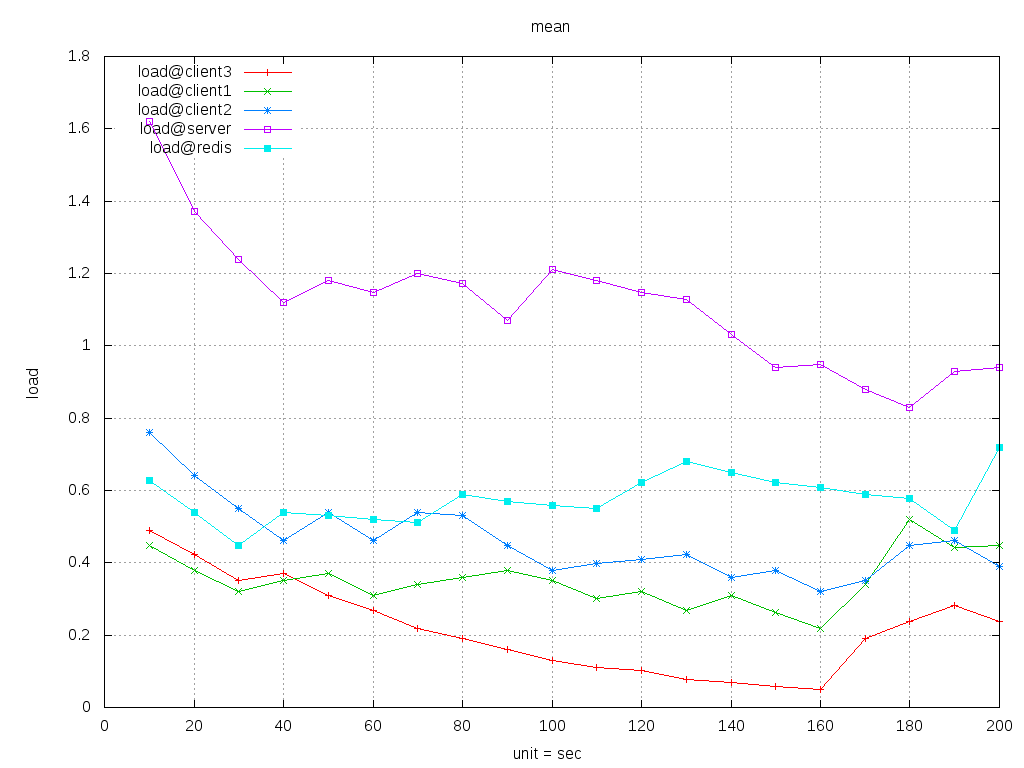 mean
load@client3
load@client1
load@client2
load@server
load@redis
1.8
1.6
1.4
1.2
1
0.8
0.6
0.4
0.2
0
load
0 20 40 60 80 100 120 140 160 180 200
unit = sec